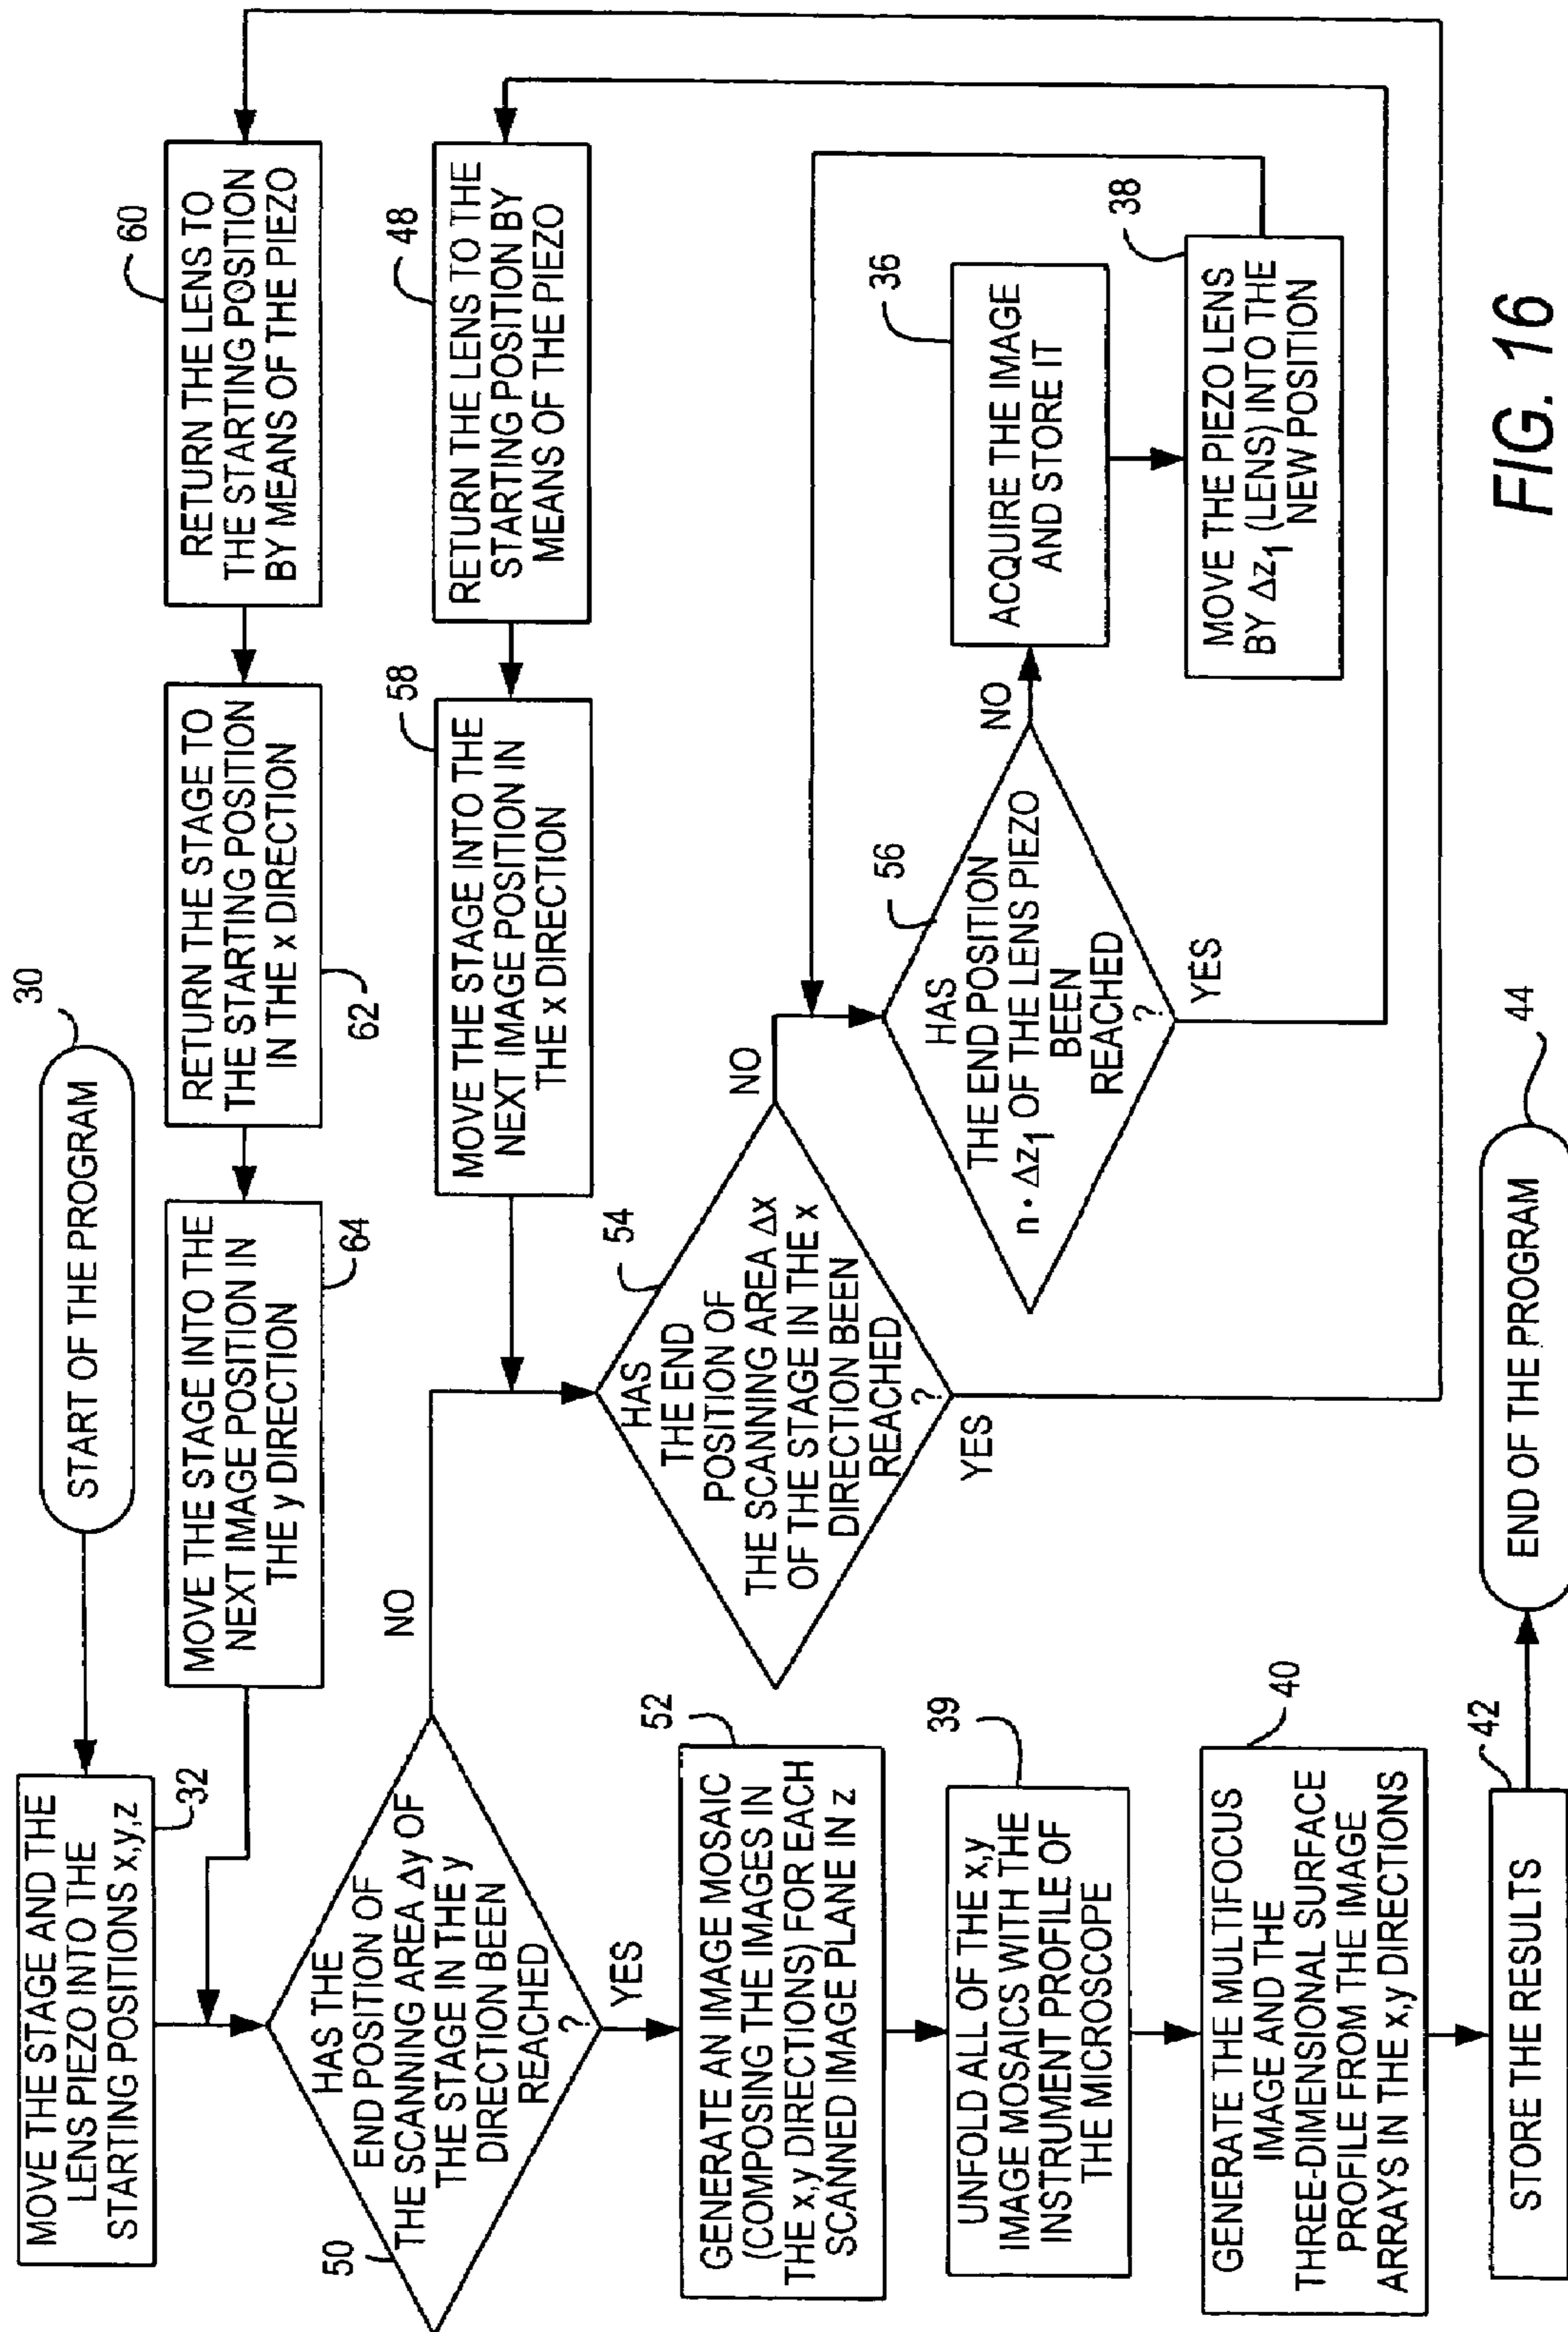 30
START OF THE PROGRAM
MOVE THE STAGE AND THE
LENS PIEZO INTO THE
STARTING POSITIONS x,y,z
32
MOVE THE STAGE INTO THE
NEXT IMAGE POSITION IN
THE y DIRECTION
64
RETURN THE STAGE TO
THE STARTING POSITION
IN THE x DIRECTION
62
RETURN THE LENS TO
THE STARTING POSITION
BY MEANS OF THE PIEZO
60
HAS THE
END POSITION OF
THE SCANNING AREA Δy OF
THE STAGE IN THE y
DIRECTION BEEN
REACHED
?
50
NO
YES
MOVE THE STAGE INTO THE
NEXT IMAGE POSITION IN
THE x DIRECTION
58
RETURN THE LENS TO THE
STARTING POSITION BY
MEANS OF THE PIEZO
48
GENERATE AN IMAGE MOSAIC
(COMPOSING THE IMAGES IN
THE x,y DIRECTIONS) FOR EACH
SCANNED IMAGE PLANE IN z
52
HAS
THE END
POSITION OF
THE SCANNING AREA Δx
OF THE STAGE IN THE x
DIRECTION BEEN
REACHED
?
54
NO
YES
HAS
THE END POSITION
n · Δz1 OF THE LENS PIEZO
BEEN
REACHED
?
56
NO
YES
ACQUIRE THE IMAGE
AND STORE IT
36
MOVE THE PIEZO LENS
BY Δz1 (LENS) INTO THE
NEW POSITION
38
UNFOLD ALL OF THE x,y
IMAGE MOSAICS WITH THE
INSTRUMENT PROFILE OF
THE MICROSCOPE
39
GENERATE THE MULTIFOCUS
IMAGE AND THE
THREE-DIMENSIONAL SURFACE
PROFILE FROM THE IMAGE
ARRAYS IN THE x,y DIRECTIONS
40
STORE THE RESULTS
42
END OF THE PROGRAM
44
FIG. 16